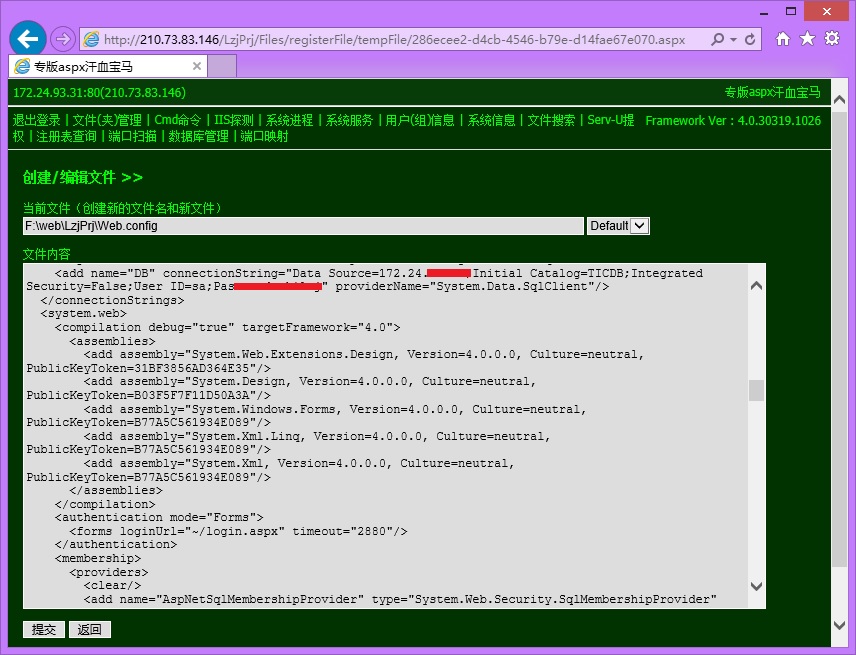 http://210.73.83.146/LzjPrj/Files/registerFile/tempFile/286ecee2-d4cb-4546-b79e-d14fae67e070.aspx
专版aspx汗血宝马
172.24.93.31:80(210.73.83.146) 专版aspx汗血宝马
退出登录 | 文件(夹)管理 | Cmd命令 | IIS探测 | 系统进程 | 系统服务 | 用户(组)信息 | 系统信息 | 文件搜索 | Serv-U提 Framework Ver : 4.0.30319.1026
权 | 注册表查询 | 端口扫描 | 数据库管理 | 端口映射
创建/编辑文件 >>
当前文件（创建新的文件名和新文件）
F:\web\LzjPrj\Web.config Default
文件内容
<add name="DB" connectionString="Data Source=172.24. Initial Catalog=TICDB;Integrated
Security=False;User ID=sa;Pas " providerName="System.Data.SqlClient"/>
</connectionStrings>
<system.web>
<compilation debug="true" targetFramework="4.0">
<assemblies>
<add assembly="System.Web.Extensions.Design, Version=4.0.0.0, Culture=neutral,
PublicKeyToken=31BF3856AD364E35"/>
<add assembly="System.Design, Version=4.0.0.0, Culture=neutral,
PublicKeyToken=B03F5F7F11D50A3A"/>
<add assembly="System.Windows.Forms, Version=4.0.0.0, Culture=neutral,
PublicKeyToken=B77A5C561934E089"/>
<add assembly="System.Xml.Linq, Version=4.0.0.0, Culture=neutral,
PublicKeyToken=B77A5C561934E089"/>
<add assembly="System.Xml, Version=4.0.0.0, Culture=neutral,
PublicKeyToken=B77A5C561934E089"/>
</assemblies>
</compilation>
<authentication mode="Forms">
<forms loginUrl="~/login.aspx" timeout="2880"/>
</authentication>
<membership>
<providers>
<clear/>
<add name="AspNetSqlMembershipProvider" type="System.Web.Security.SqlMembershipProvider"
提交 返回